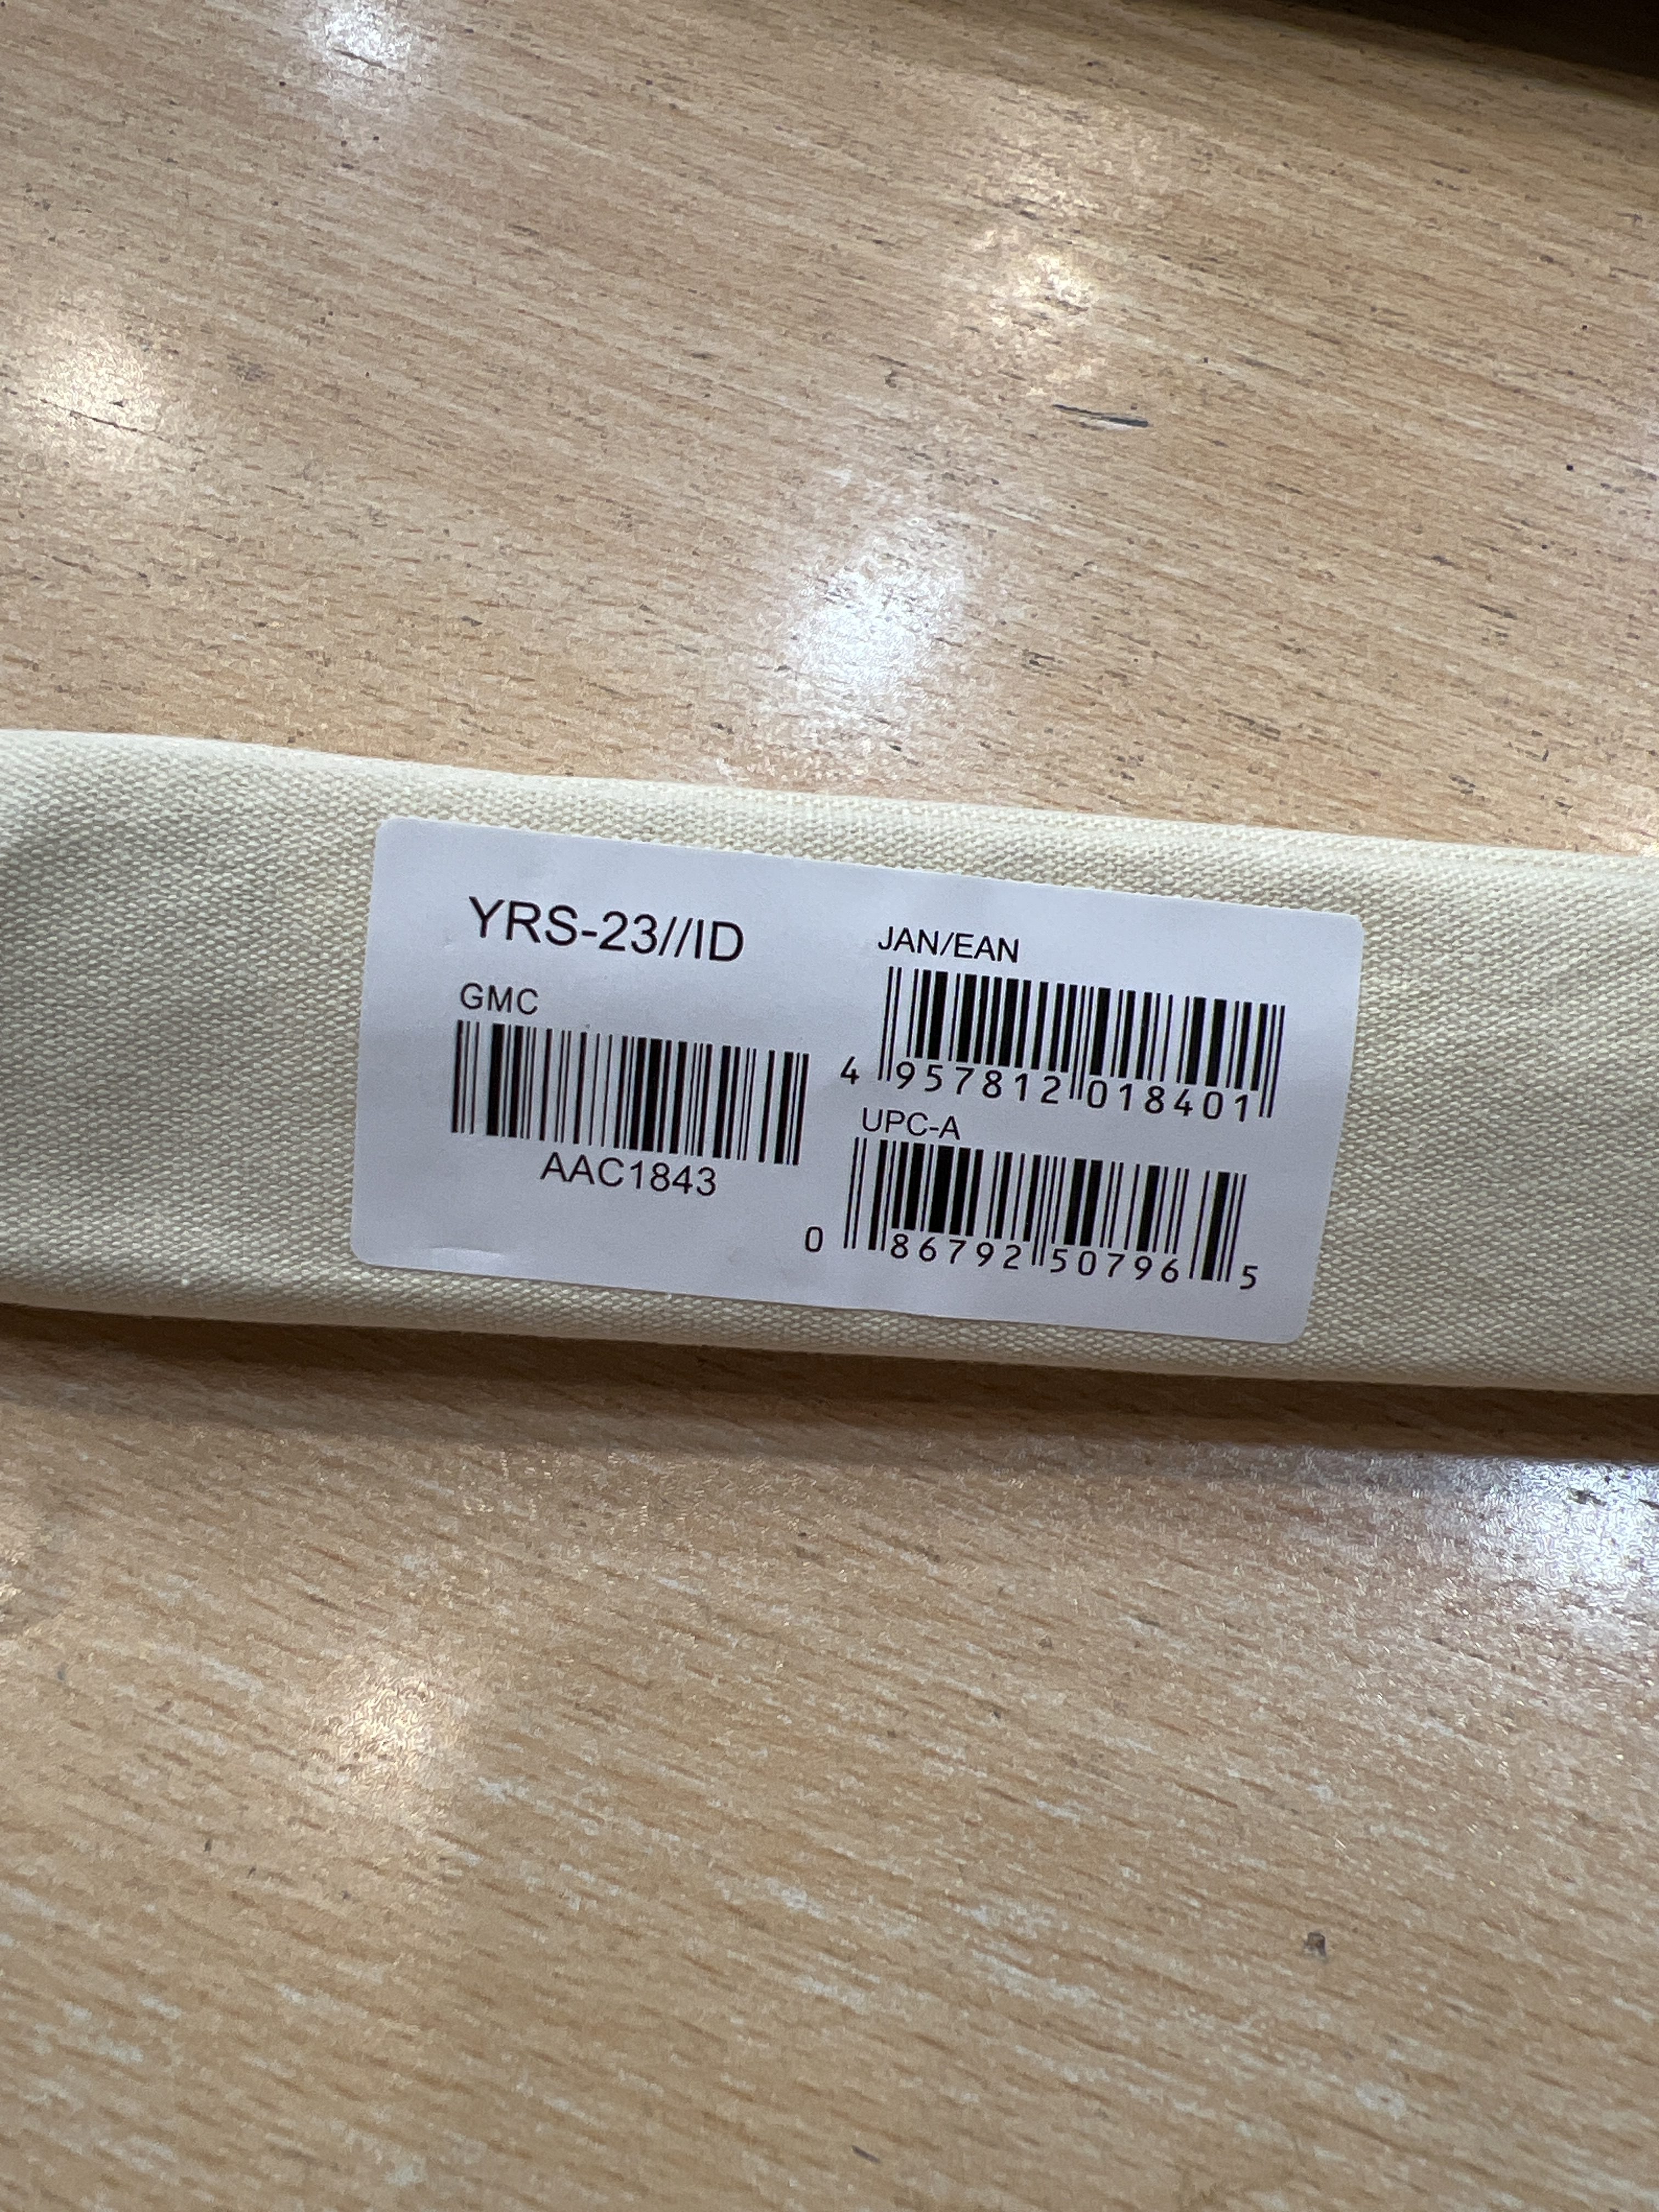 YRS-23//ID
GMC
AAC1843
JAN/EAN
4 957812 018401
UPC-A
0 86792 50796 5